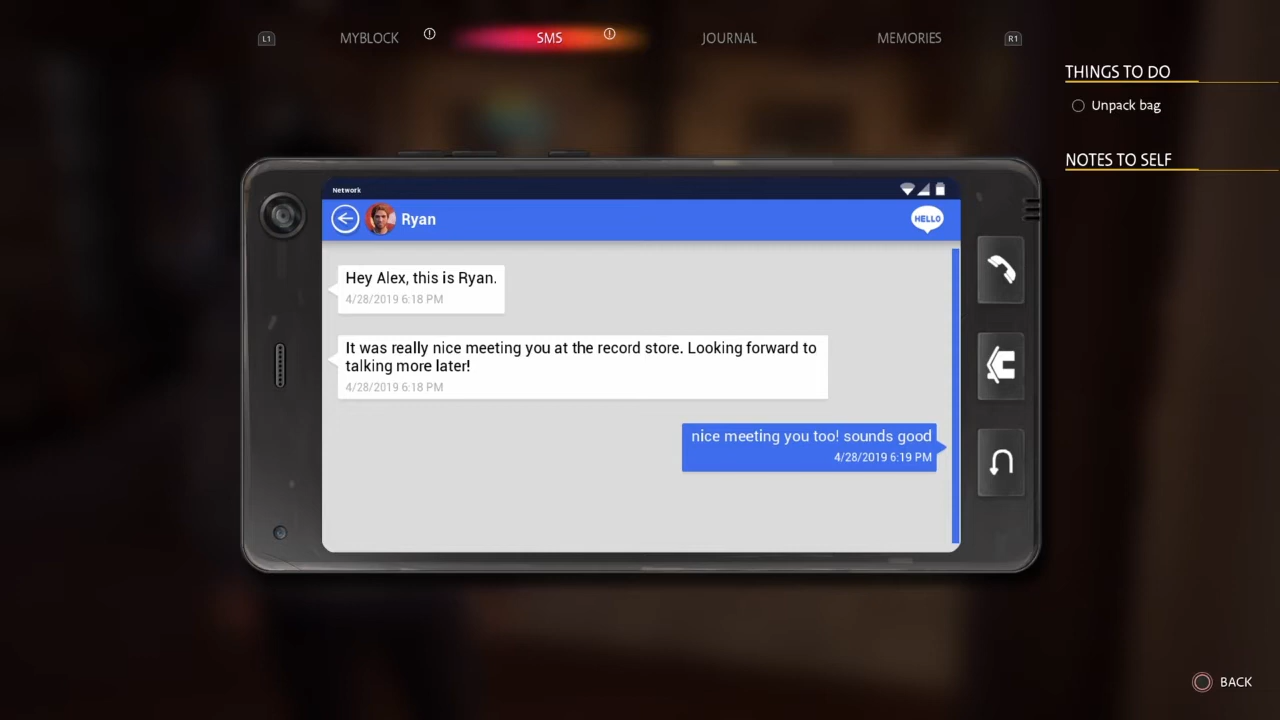 L1
MYBLOCK
SMS
JOURNAL
MEMORIES
R1
THINGS TO DO
Unpack bag
NOTES TO SELF
Network
Ryan
HELLO
Hey Alex, this is Ryan.
4/28/2019 6:18 PM
It was really nice meeting you at the record store. Looking forward to
talking more later!
4/28/2019 6:18 PM
nice meeting you too! sounds good
4/28/2019 6:19 PM
BACK